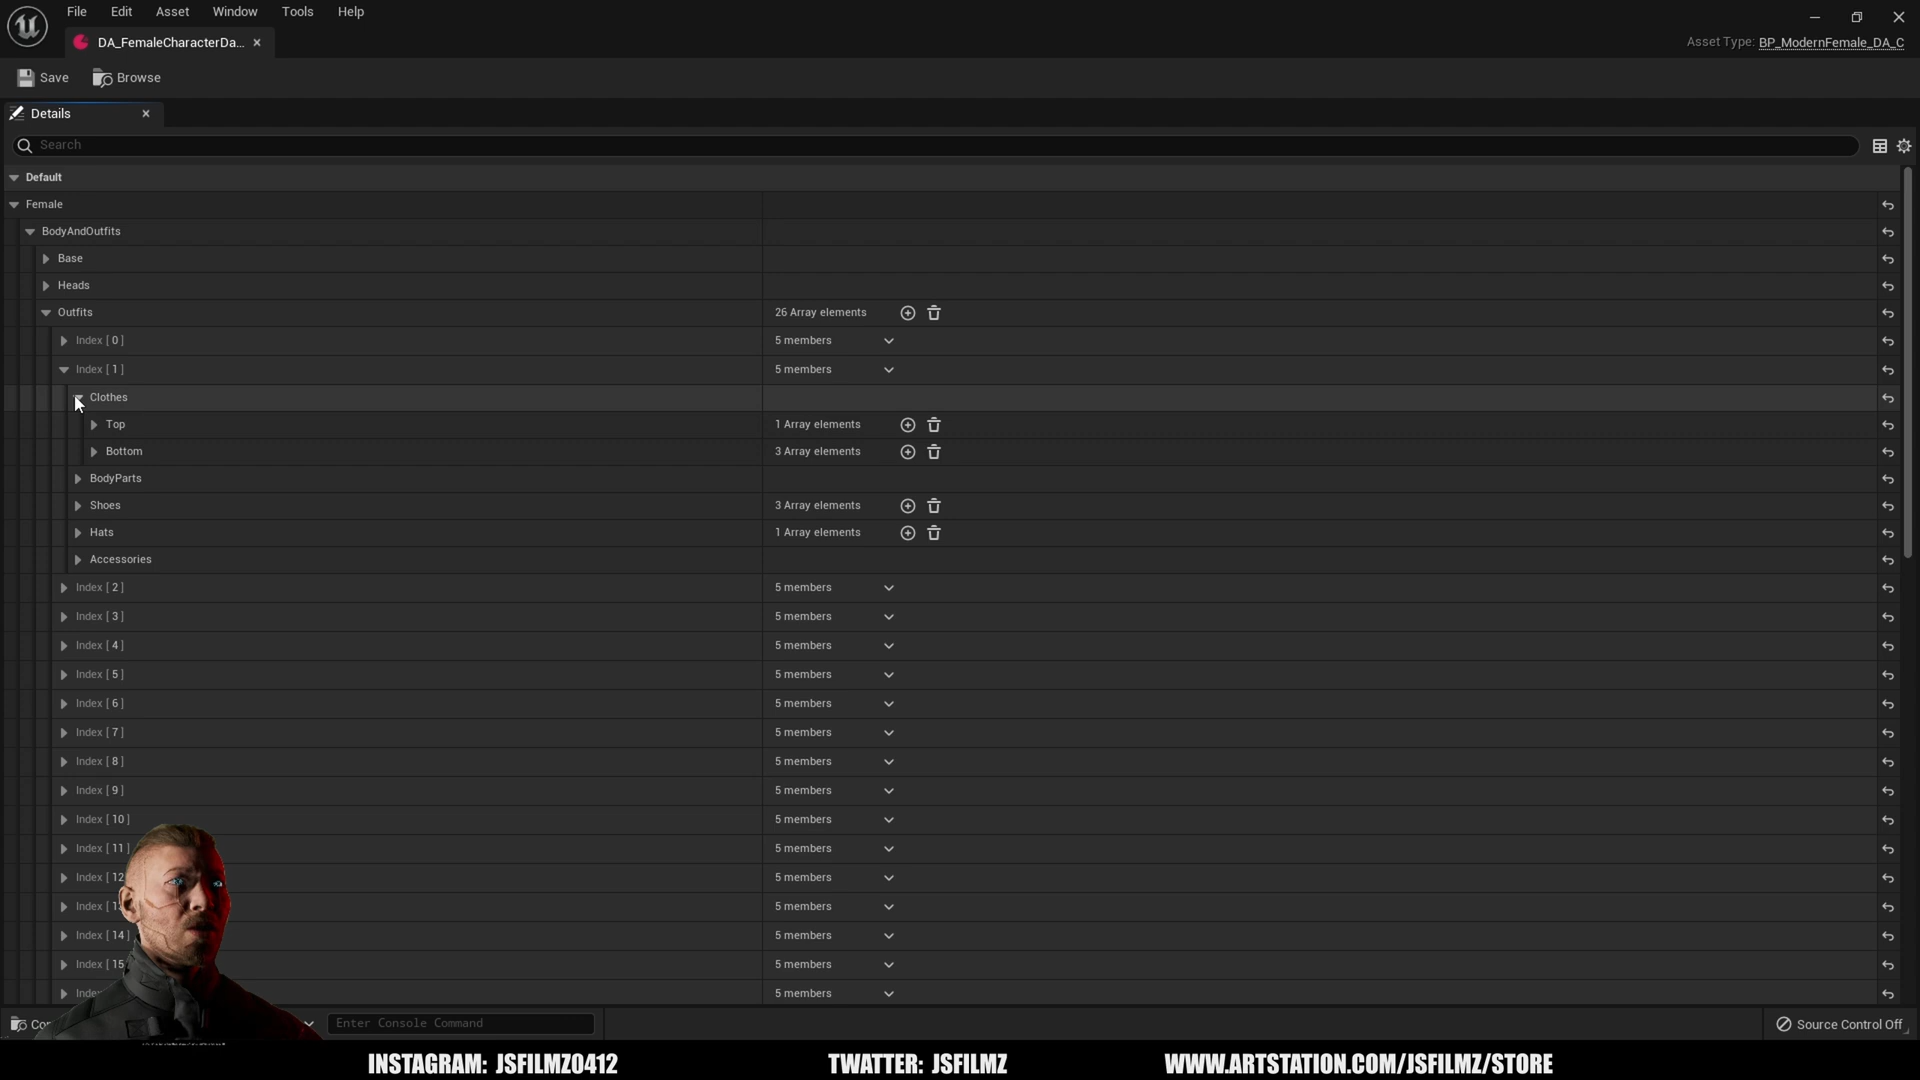 File Edit Asset Window Tools Help
DA_FemaleCharacterDa...
Asset Type: BP_ModernFemale_DA_C
Save Browse
Details
Search
Default
Female
BodyAndOutfits
Base
Heads
Outfits 26 Array elements
Index [ 0 ] 5 members
Index [ 1 ] 5 members
Clothes
Top 1 Array elements
Bottom 3 Array elements
BodyParts
Shoes 3 Array elements
Hats 1 Array elements
Accessories
Index [ 2 ] 5 members
Index [ 3 ] 5 members
Index [ 4 ] 5 members
Index [ 5 ] 5 members
Index [ 6 ] 5 members
Index [ 7 ] 5 members
Index [ 8 ] 5 members
Index [ 9 ] 5 members
Index [ 10 ] 5 members
Index [ 11 ] 5 members
Index [ 12 5 members
Index [ 5 members
Index [ 14 ] 5 members
Index [ 15 5 members
5 members
Enter Console Command Source Control Off
INSTAGRAM: JSFILMZ0412 TWATTER: JSFILMZ WWW.ARTSTATION.COM/JSFILMZ/STORE